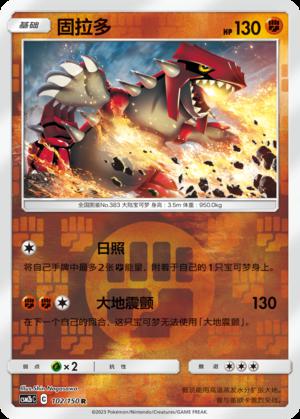 基础 固拉多 HP 130
全国图鉴No.383 大陆宝可梦 身高:3.5m 体重:950.0kg
日照
将自己手牌中最多2张 能量,附着于自己的1只宝可梦身上。
大地震颤 130
在下一个自己的回合,这只宝可梦无法使用「大地震颤」。
弱点 ×2 抗性 撤退
Illus.Shin Nagasawa
CSM2b C G 102/150 R
©2023 Pokémon/Nintendo/Creatures/GAME FREAK.